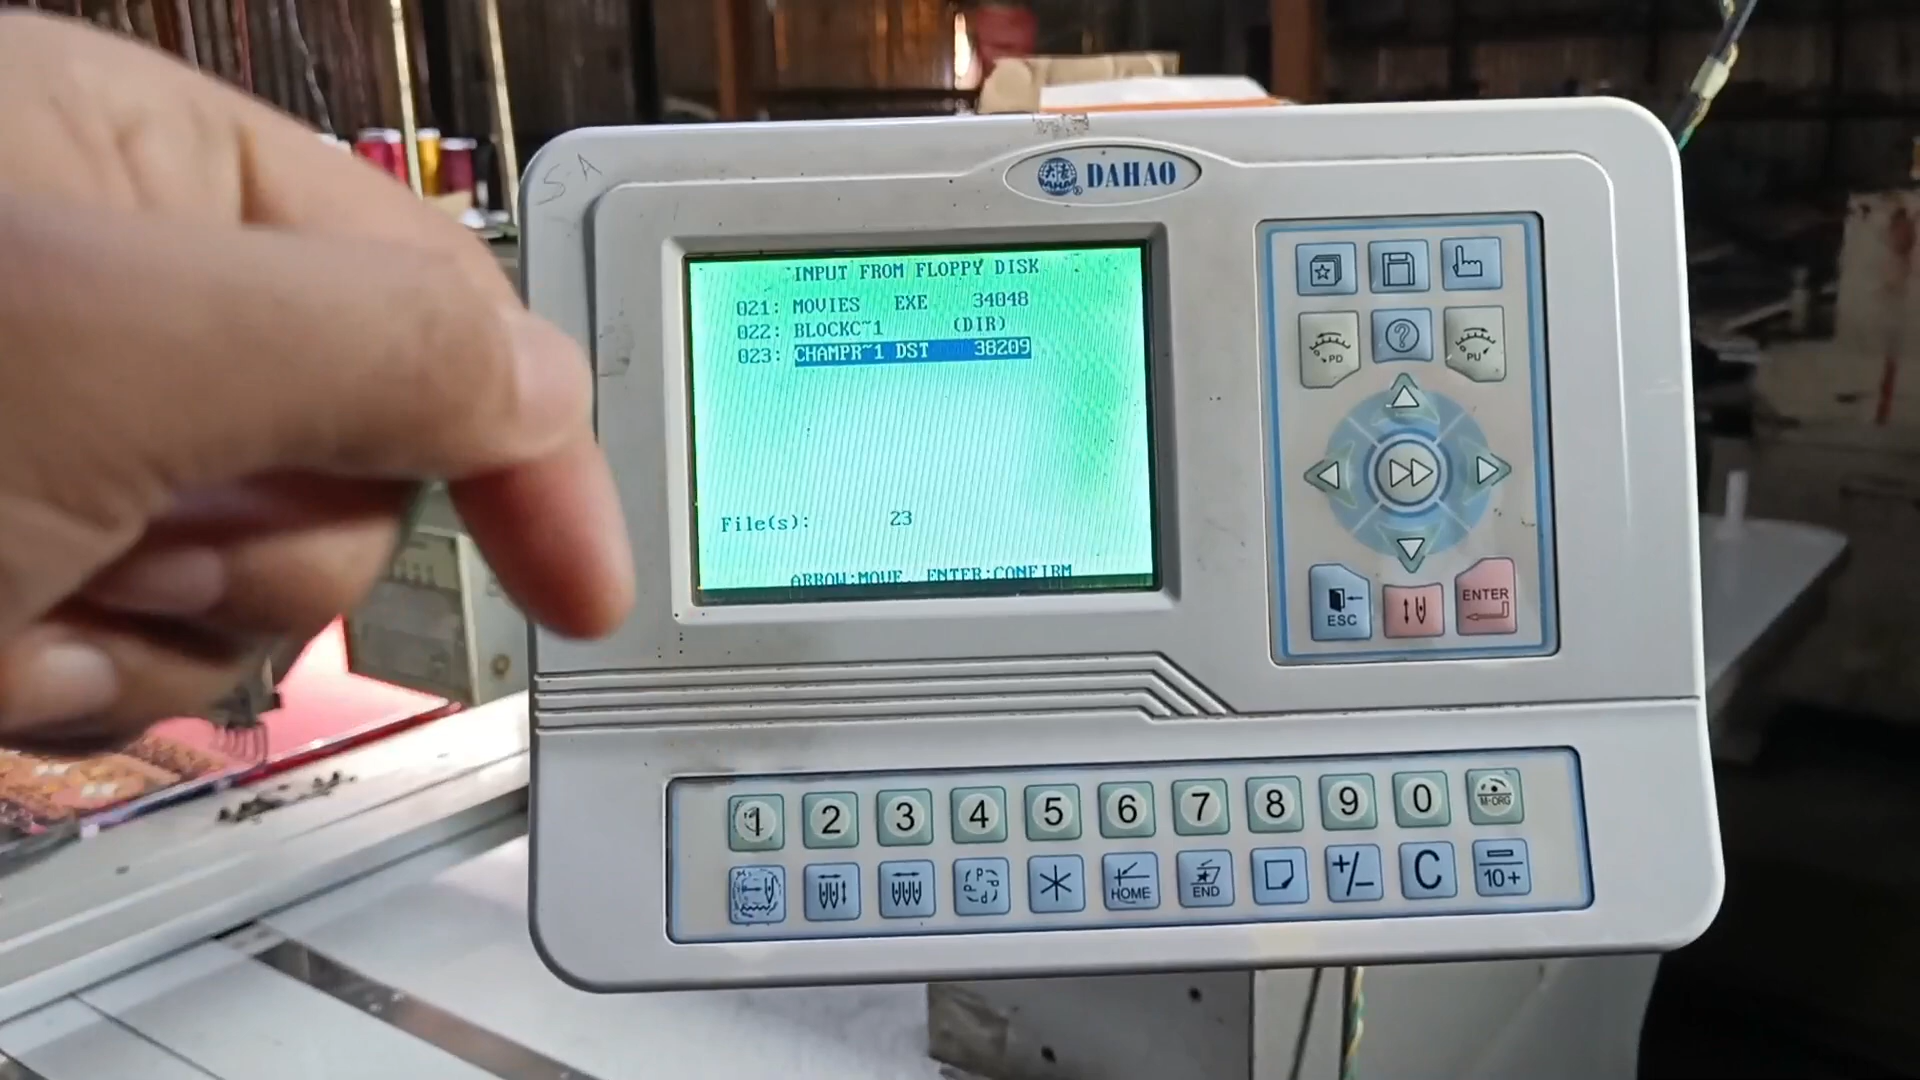 S-A
DAHAO
INPUT FROM FLOPPY DISK
021: MOVIES EXE 34048
022: BLOCKC~1 (DIR)
023: CHAMPR~1 DST 38209
File(s): 23
ARROW:MOVE ENTER:CONFIRM
PD
?
PU
ESC
ENTER
1 2 3 4 5 6 7 8 9 0 M-ORG
HOME END +/- C 10+